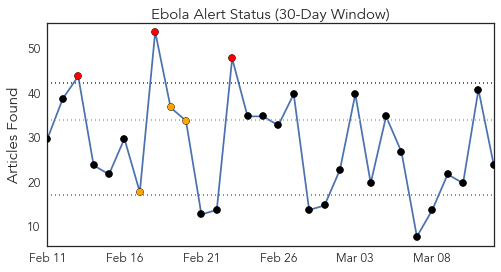 Ebola Alert Status (30-Day Window)
Articles Found
50
40
30
20
10
Feb 11 Feb 16 Feb 21 Feb 26 Mar 03 Mar 08